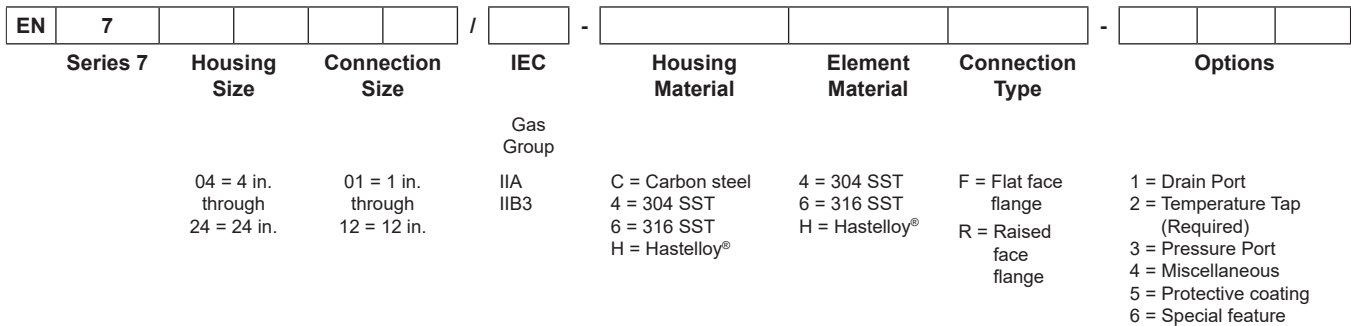 EN 7 / - -
Series 7 Housing Size Connection Size IEC Housing Material Element Material Connection Type Options
Gas Group
04 = 4 in. through 24 = 24 in.
01 = 1 in. through 12 = 12 in.
IIA
IIB3
C = Carbon steel
4 = 304 SST
6 = 316 SST
H = Hastelloy®
4 = 304 SST
6 = 316 SST
H = Hastelloy®
F = Flat face
flange
R = Raised
face
flange
1 = Drain Port
2 = Temperature Tap
(Required)
3 = Pressure Port
4 = Miscellaneous
5 = Protective coating
6 = Special feature